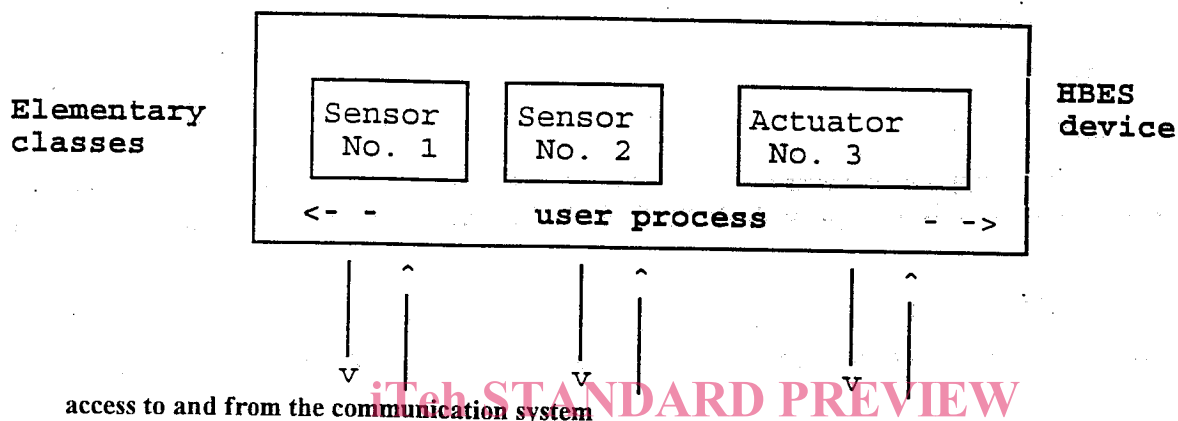 Elementary
classes
Sensor
No. 1
Sensor
No. 2
Actuator
No. 3
HBES
device
<- - user process - ->
access to and from the communication system
iTeh STANDARD PREVIEW